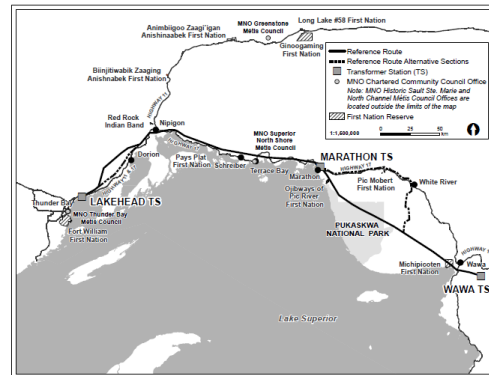 Animbiigoo Zaagi'igan
Anishinaabek First Nation
MNO Greenstone
Métis Council
Long Lake #58 First Nation
Ginoogaming First Nation
Biinjitiwabik Zaaging
Anishnabek First Nation
HIGHWAY 11
Reference Route
Reference Route Alternative Sections
Transformer Station (TS)
MNO Chartered Community Council Office
Note: MNO Historic Sault Ste. Marie and
North Channel Métis Council Offices are
located outside the limits of the map
First Nation Reserve
1:1,500,000
0
25
50
km
Red Rock
Indian Band
Nipigon
HIGHWAY 17
Dorion
Pays Plat
First Nation
MNO Superior
North Shore
Métis Council
Schreiber
Terrace Bay
MARATHON TS
HIGHWAY 17
Marathon
Pic Mobert
First Nation
White River
Ojibways of
Pic River
First Nation
Thunder Bay
LAKEHEAD TS
MNO Thunder Bay
Métis Council
Fort William
First Nation
PUKASKWA
NATIONAL PARK
HIGHWAY 17
Michipicoten
First Nation
Wawa
WAWA TS
Lake Superior